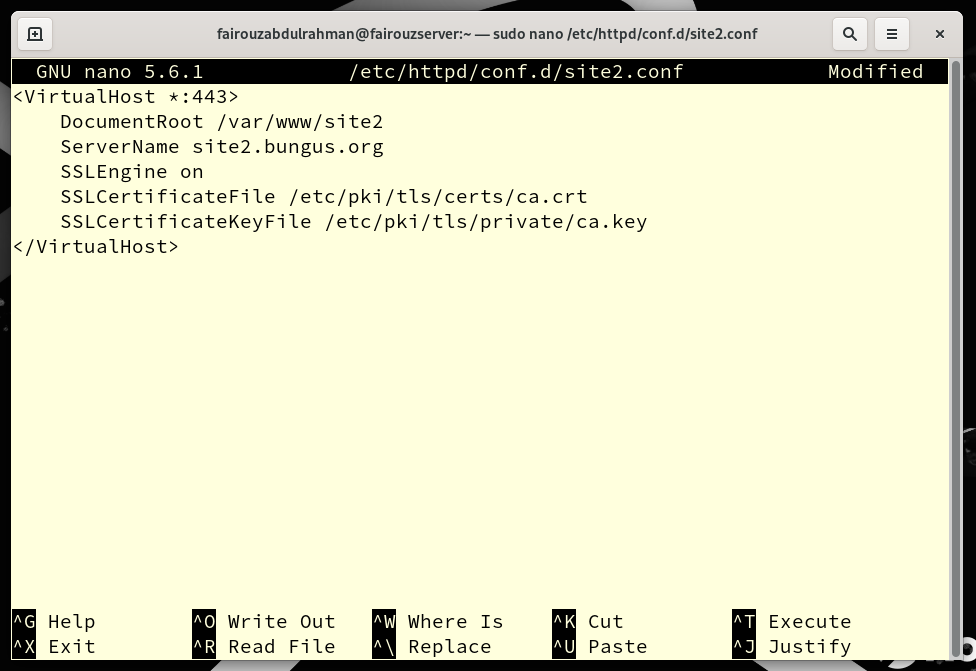 fairouzabdulrahman@fairouzserver:~ — sudo nano /etc/httpd/conf.d/site2.conf
GNU nano 5.6.1 /etc/httpd/conf.d/site2.conf Modified
<VirtualHost *:443>
    DocumentRoot /var/www/site2
    ServerName site2.bungus.org
    SSLEngine on
    SSLCertificateFile /etc/pki/tls/certs/ca.crt
    SSLCertificateKeyFile /etc/pki/tls/private/ca.key
</VirtualHost>
^G Help ^O Write Out ^W Where Is ^K Cut ^T Execute
^X Exit ^R Read File ^\ Replace ^U Paste ^J Justify